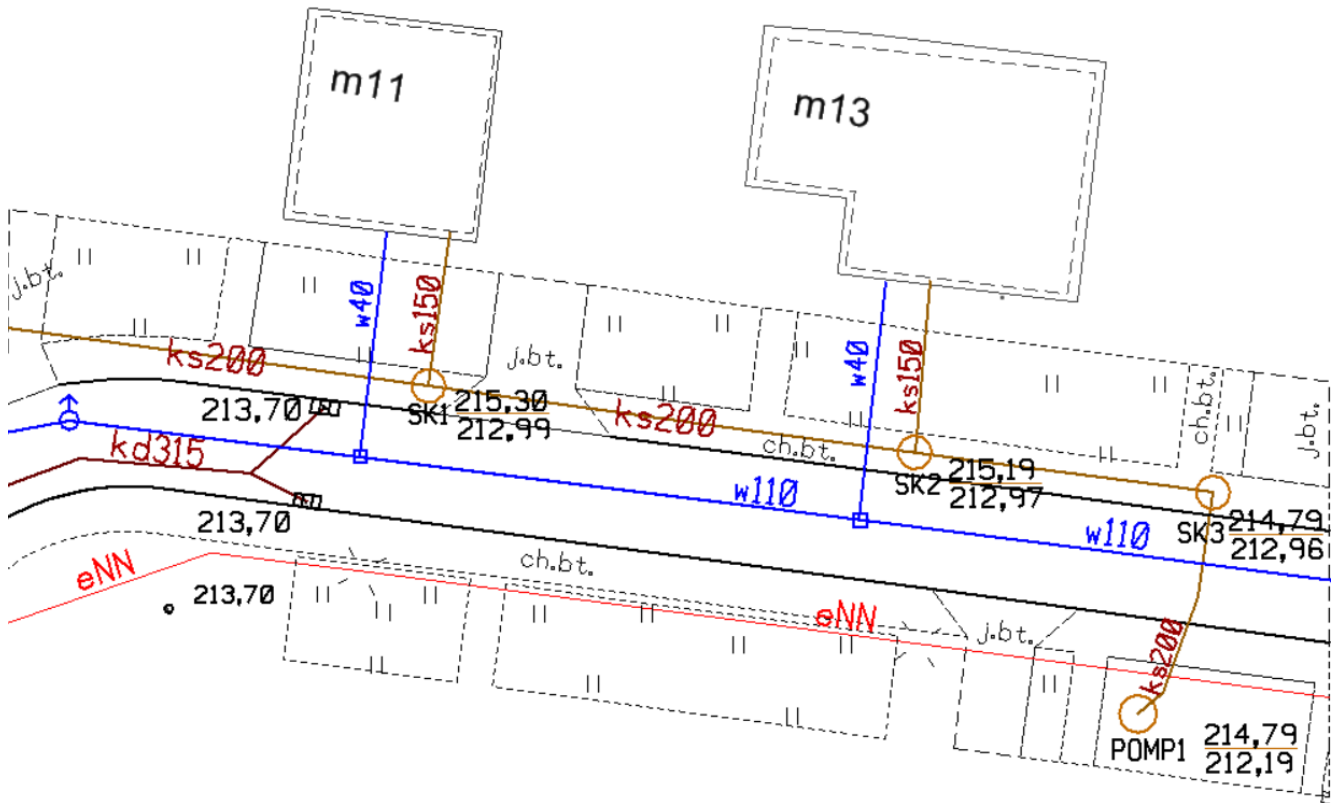 m11
m13
j.bt.
w40
ks150
ks200
j.bt.
w40
ks150
ch.bt.
j.bt.
213,70
SK1 215,30
212,99
ks200
ch.bt.
kd315
w110
SK2 215,19
212,97
w110
SK3 214,79
212,96
213,70
ch.bt.
eNN
213,70
eNN
j.bt.
ks200
POMP1 214,79
212,19